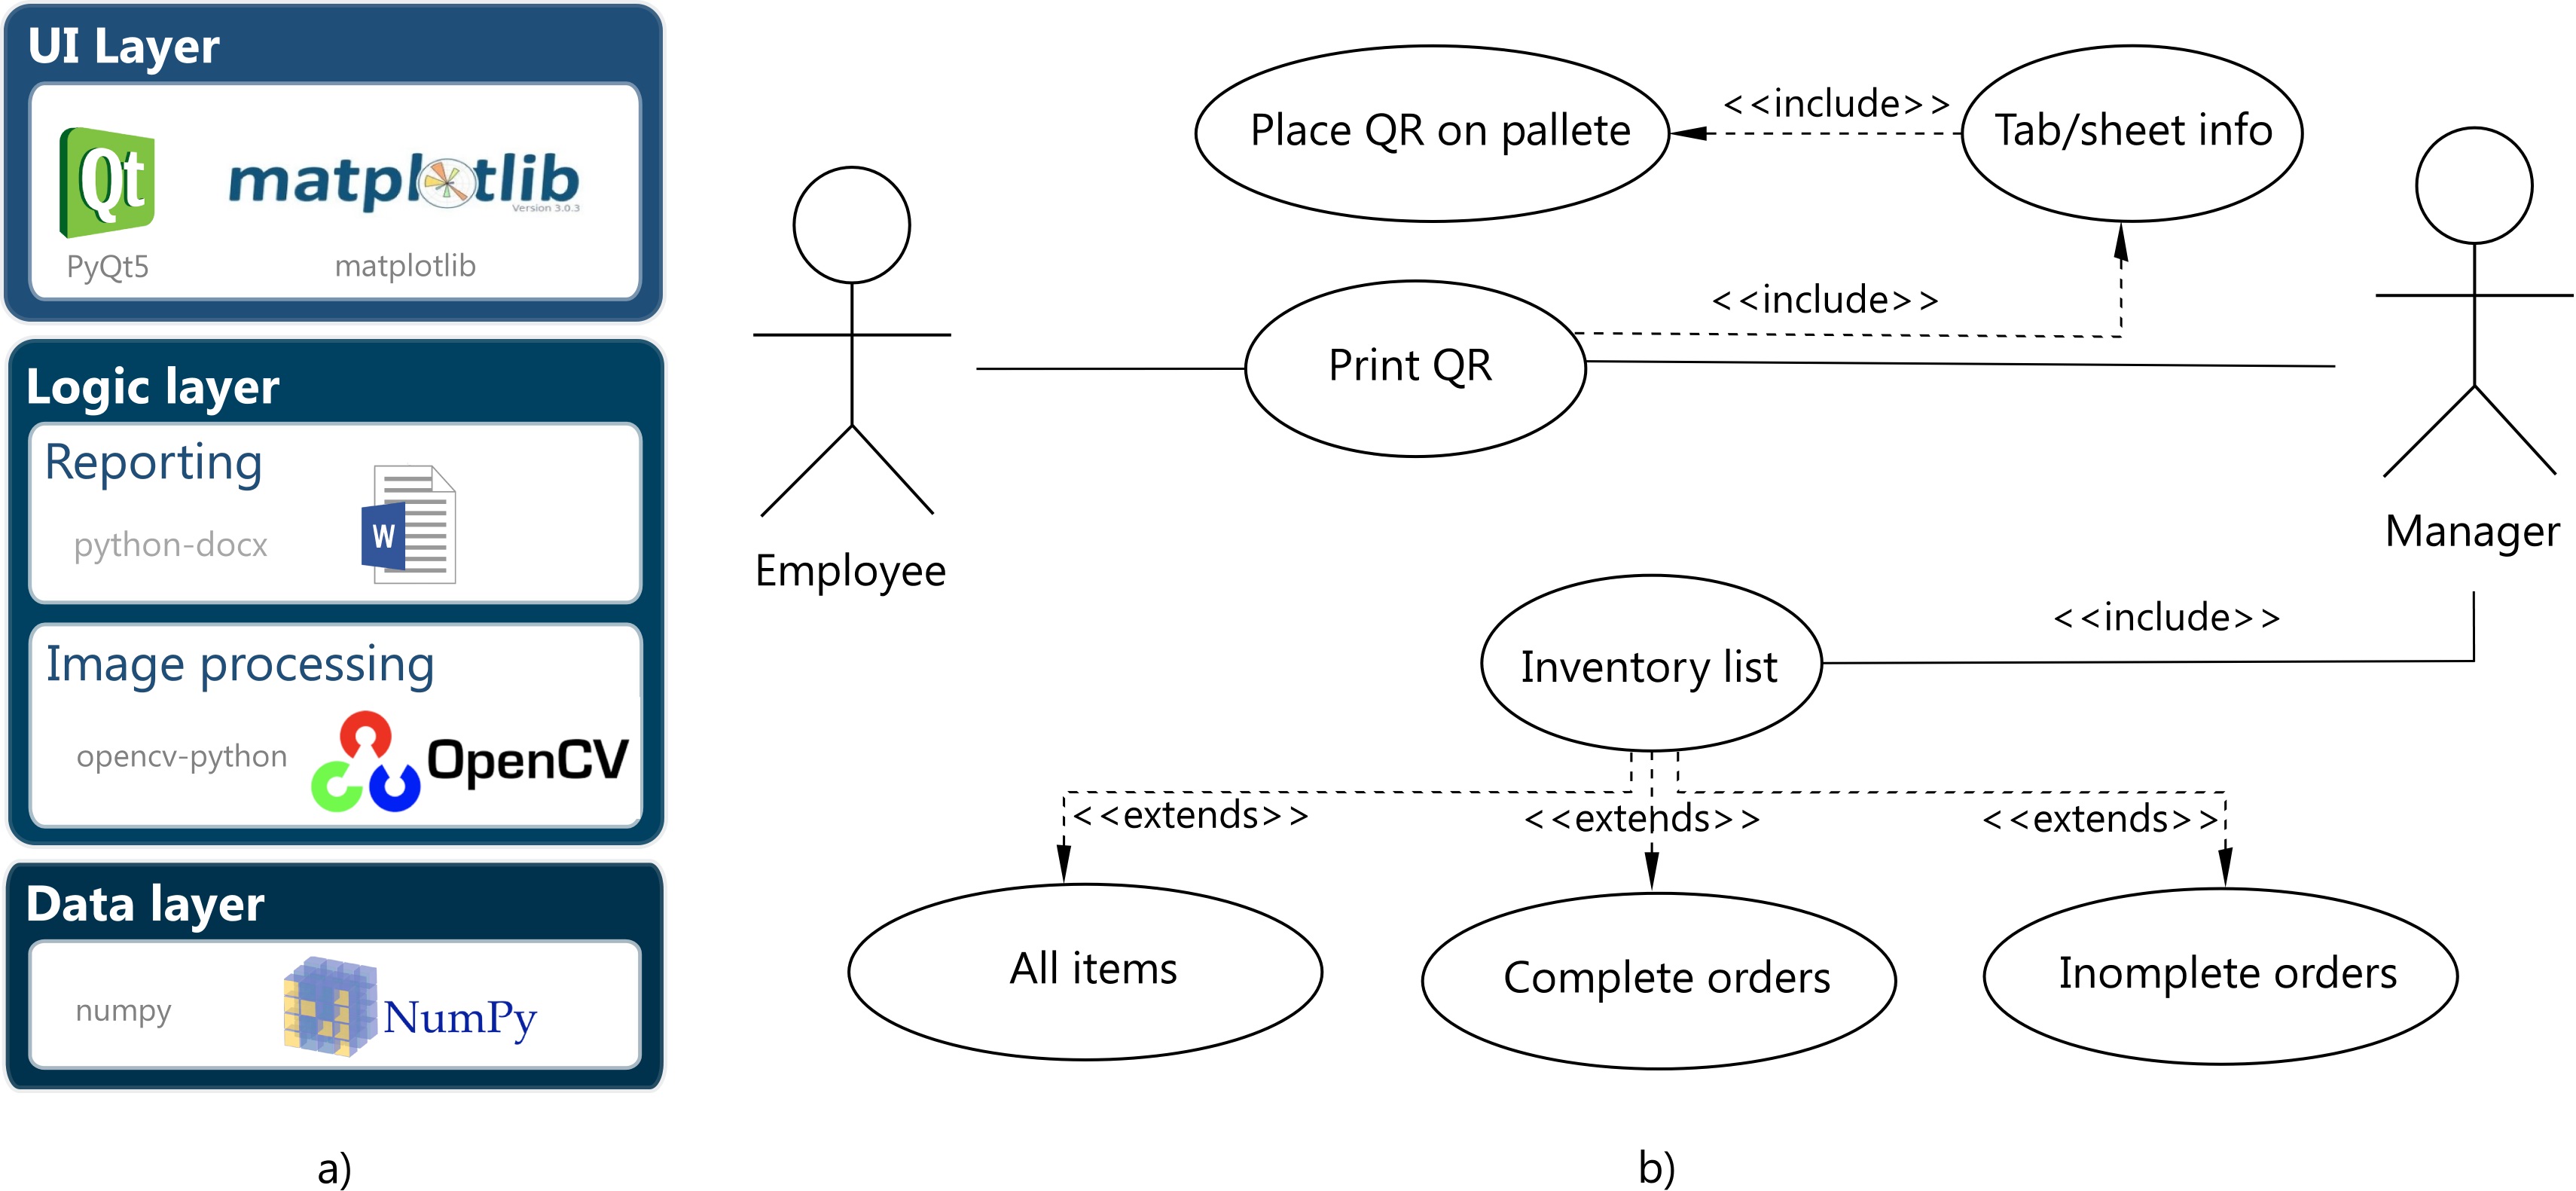 UI Layer
Qt
matplotlib
Version 3.0.3
PyQt5
matplotlib
Logic layer
Reporting
python-docx
W
Image processing
opencv-python
OpenCV
Data layer
numpy
NumPy
a)
Place QR on pallete
<<include>>
Tab/sheet info
<<include>>
Print QR
Employee
Manager
Inventory list
<<include>>
<<extends>>
<<extends>>
<<extends>>
All items
Complete orders
Inomplete orders
b)